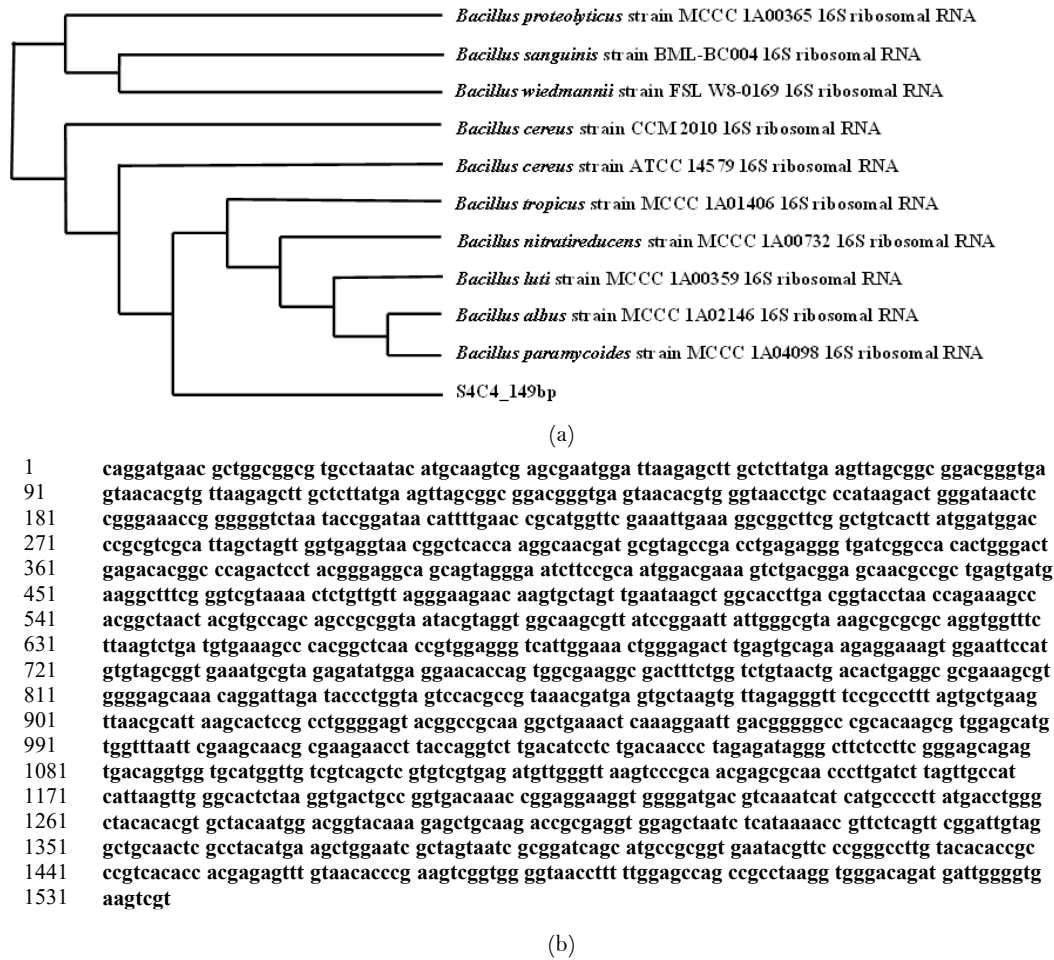 Bacillus proteolyticus strain MCCC 1A00365 16S ribosomal RNA
Bacillus sanguinis strain BML-BC004 16S ribosomal RNA
Bacillus wiedmannii strain FSL W8-0169 16S ribosomal RNA
Bacillus cereus strain CCM 2010 16S ribosomal RNA
Bacillus cereus strain ATCC 14579 16S ribosomal RNA
Bacillus tropicus strain MCCC 1A01406 16S ribosomal RNA
Bacillus nitratireducens strain MCCC 1A00732 16S ribosomal RNA
Bacillus luti strain MCCC 1A00359 16S ribosomal RNA
Bacillus albus strain MCCC 1A02146 16S ribosomal RNA
Bacillus paramycoides strain MCCC 1A04098 16S ribosomal RNA
S4C4_149bp
(a)
1 caggatgaac gctggcggcg tgcctaatac atgcaagtcg agcgaatgga ttaagagctt gctcttatga agttagcggc ggacgggtga
91 gtaacacgtg ttaagagctt gctcttatga agttagcggc ggacgggtga gtaacacgtg ggtaacctgc ccataagact gggataactc
181 cgggaaaccg gggggtctaa taccggataa cattttgaac cgcatggttc gaaattgaaa ggcggcttcg gctgtcactt atggatggac
271 ccgcgtcgca ttagctagtt ggtgaggtaa cggctcacca aggcaacgat gcgtagccga cctgagaggg tgatcggcca cactgggact
361 gagacacggc ccagactcct acgggaggca gcagtaggga atcttccgca atggacgaaa gtctgacgga gcaacgccgc tgagtgatg
451 aaggctttcg ggtcgtaaaa ctctgttgtt agggaagaac aagtgctagt tgaataagct ggcaccttga cggtacctaa ccagaaagcc
541 acggctaact acgtgccagc agccgcggta atacgtaggt ggcaagcgtt atccggaatt attgggcgta aagcgcgcgc aggtggtttc
631 ttaagtctga tgtgaaagcc cacggctcaa ccgtggaggg tcattggaaa ctgggagact tgagtgcaga agaggaaagt ggaattccat
721 gtgtagcggt gaaatgcgta gagatatgga ggaacaccag tggcgaaggc gactttctgg tctgtaactg acactgaggc gcgaaagcgt
811 ggggagcaaa caggattaga taccctggta gtccacgccg taaacgatga gtgctaagtg ttagagggtt tccgcccttt agtgctgaag
901 ttaacgcatt aagcactccg cctggggagt acggccgcaa ggctgaaact caaaggaatt gacgggggcc cgcacaagcg tggagcatg
991 tggtttaatt cgaagcaacg cgaagaacct taccaggtct tgacatcctc tgacaaccc tagagatagg gcttctccttc gggagcagag
1081 tgacaggtgg tgcatggttg tcgtcagctc gtgtcgtgag atgttgggtt aagtcccgca acgagcgcaa cccttgatct tagttgccat
1171 cattaagttg ggcactctaa ggtgactgcc ggtgacaaac cggaggaaggt ggggatgac gtcaaatcat catgcccctt atgacctggg
1261 ctacacacgt gctacaatgg acggtacaaa gagctgcaag accgcgaggt ggagctaatc tcataaaacc gttctcagtt cggattgtag
1351 gctgcaactc gcctacatga agctggaatc gctagtaatc gcggatcagc atgccgcggt gaatacgttc ccgggccttg tacacaccgc
1441 ccgtcacacc acgagagttt gtaacacccg aagtcggtgg ggtaaccttt ttggagccag ccgcctaagg tgggacagat gattggggtg
1531 aagtcgt
(b)